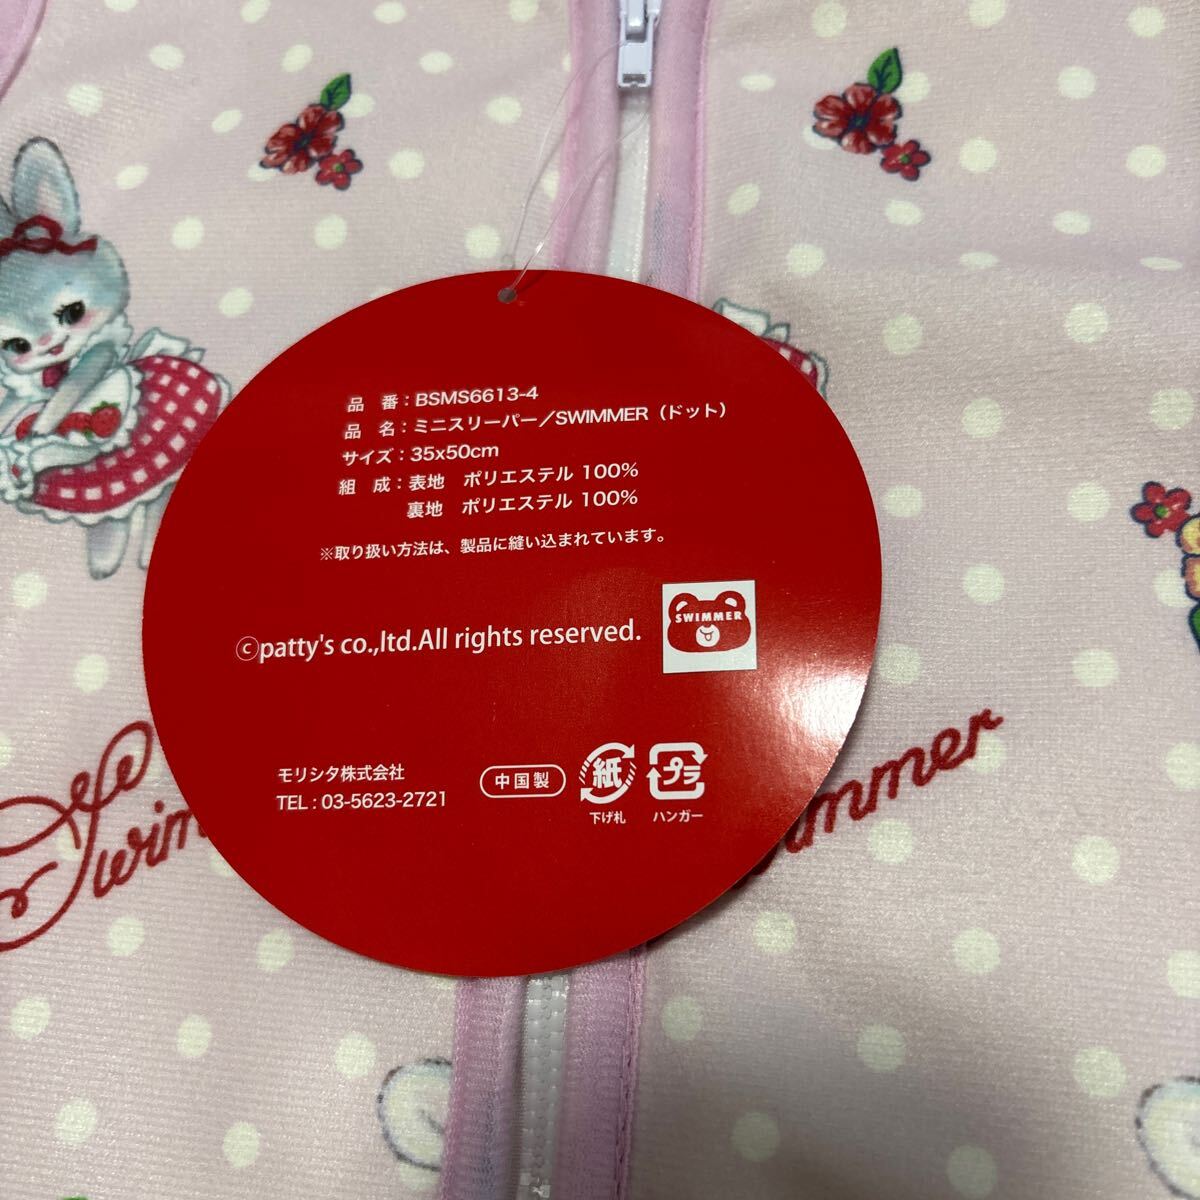 品　番：BSMS6613-4
品　名：ミニスリーパー／SWIMMER（ドット）
サイズ：35x50cm
組　成：表地　ポリエステル 100%
裏地　ポリエステル 100%
※取り扱い方法は、製品に縫い込まれています。
ⓒpatty's co.,ltd.All rights reserved.
SWIMMER
モリシタ株式会社
TEL : 03-5623-2721
中国製
紙
下げ札
プラ
ハンガー
Swim
immer